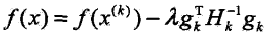 f(x) = f(x^{(k)}) − λg_k^T H_k^{-1} g_k